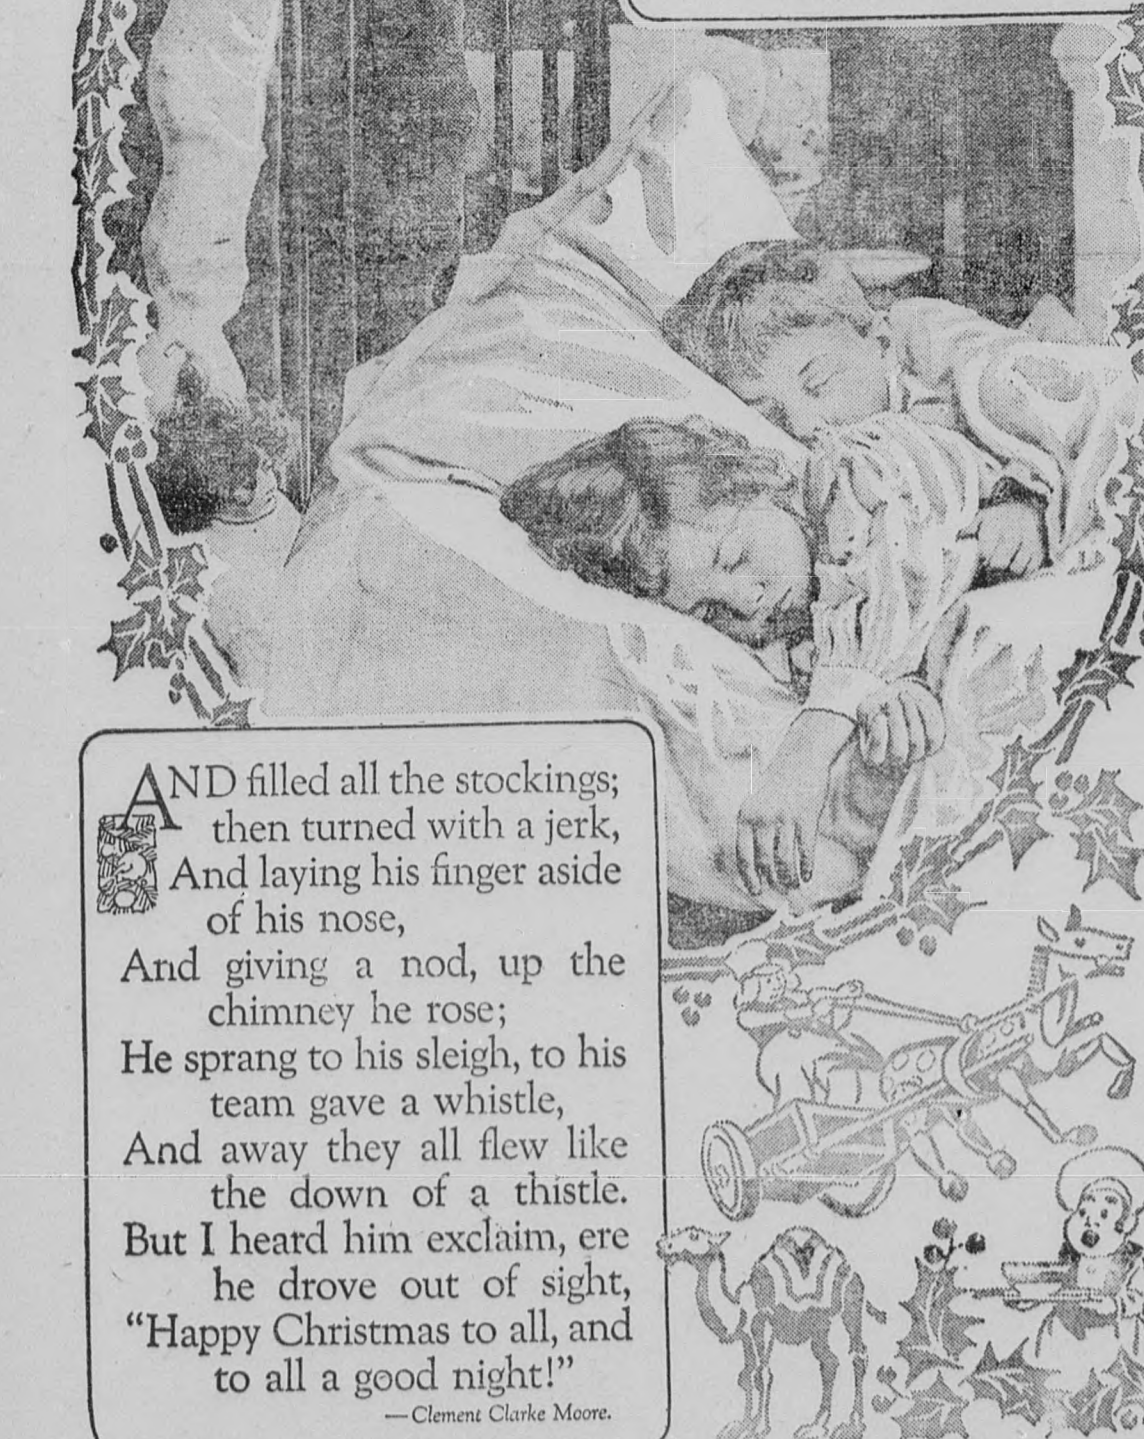 AND filled all the stockings;
then turned with a jerk,
And laying his finger aside
of his nose,
And giving a nod, up the
chimney he rose;
He sprang to his sleigh, to his
team gave a whistle,
And away they all flew like
the down of a thistle.
But I heard him exclaim, ere
he drove out of sight,
“Happy Christmas to all, and
to all a good night!”
—Clement Clarke Moore.